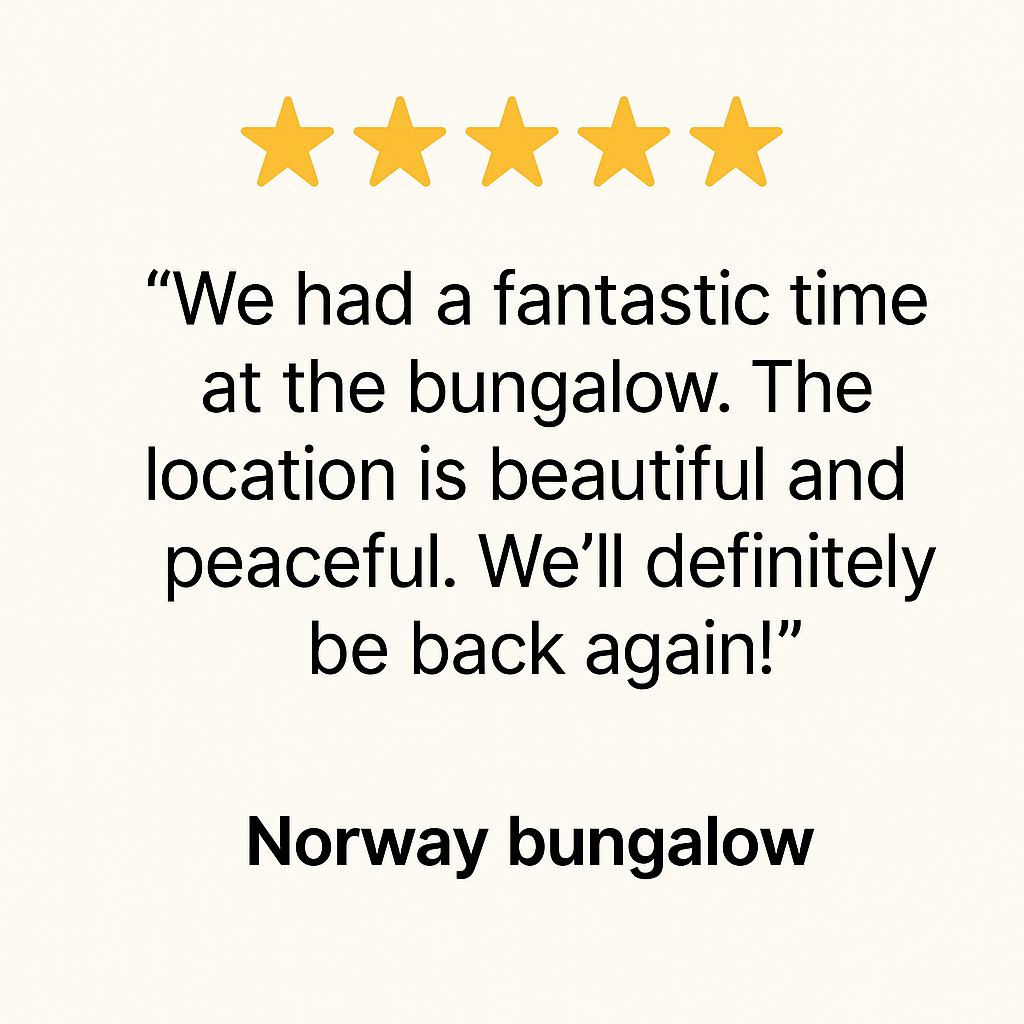 “We had a fantastic time
at the bungalow. The
location is beautiful and
peaceful. We’ll definitely
be back again!”
Norway bungalow